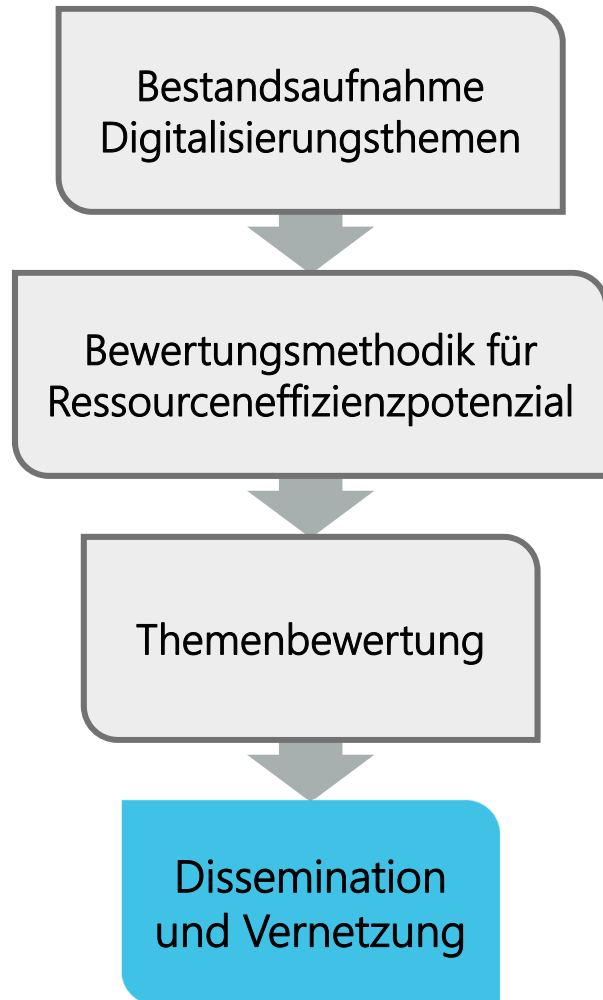 Bestandsaufnahme
Digitalisierungsthemen
Bewertungsmethodik für
Ressourceneffizienzpotenzial
Themenbewertung
Dissemination
und Vernetzung